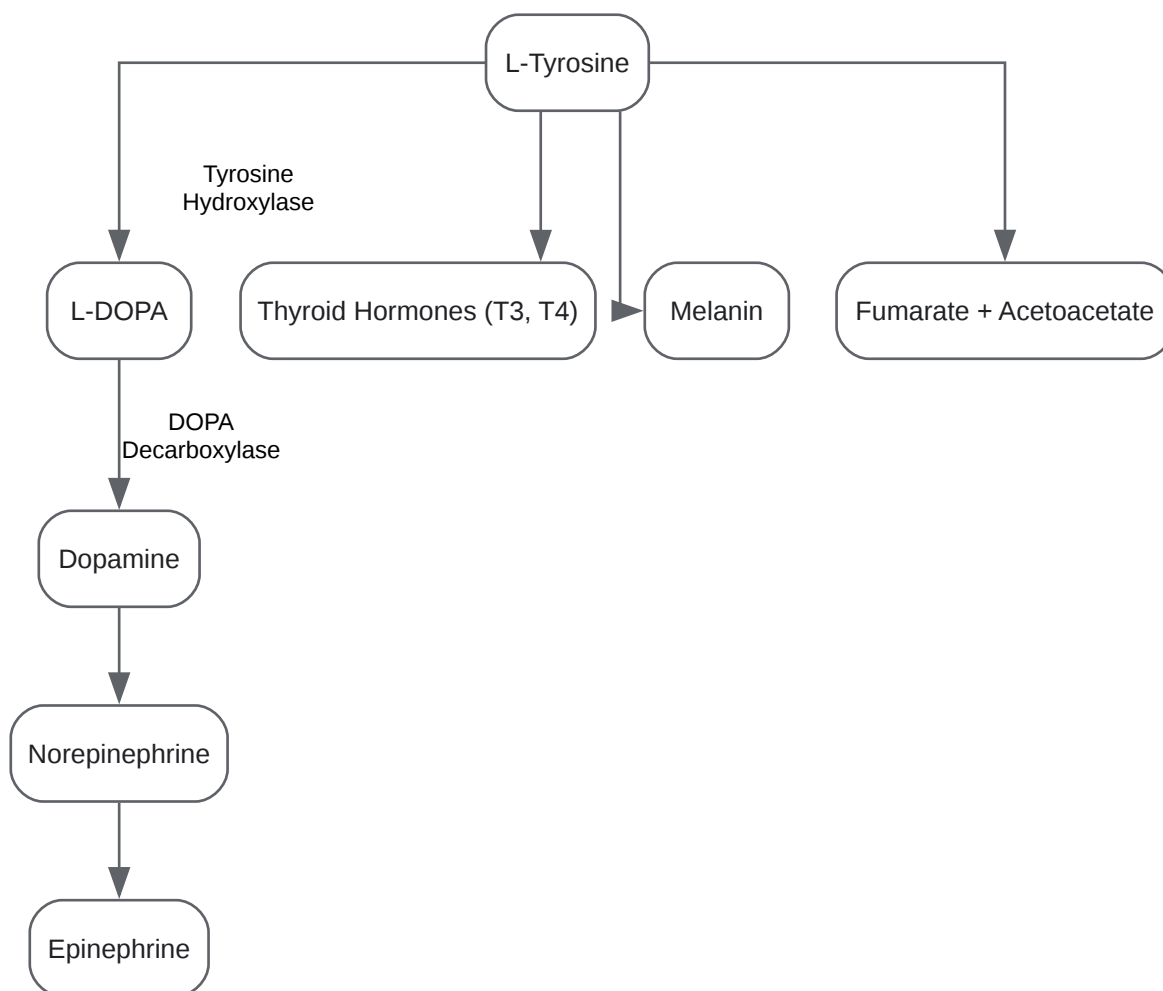 L-Tyrosine
Tyrosine
Hydroxylase
L-DOPA
Thyroid Hormones (T3, T4)
Melanin
Fumarate + Acetoacetate
DOPA
Decarboxylase
Dopamine
Norepinephrine
Epinephrine